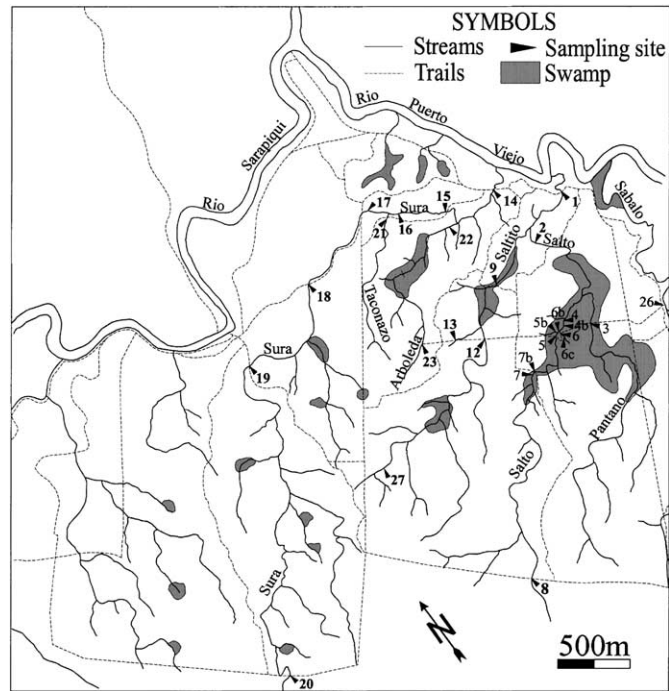 SYMBOLS
Streams
Sampling site
Trails
Swamp
Rio
Puerto
Viejo
Rio
Sarapiqui
Sabalo
17
Sura
15
14
1
21
16
22
2
Salto
Saltito
9
18
Taconazo
26
6b
4
5b
4b
3
13
6
5
12
6c
Arboleda
23
7b
Sura
19
7
Pantano
27
Salto
8
Sura
N
500m
20